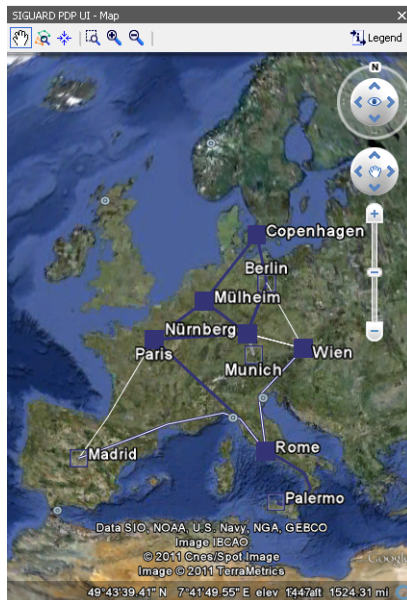 SIGUARD PDP UI - Map
Legend
N
Copenhagen
Berlin
Mülheim
Nürnberg
Paris
Wien
Munich
Madrid
Rome
Palermo
Data SIO, NOAA, U.S. Navy, NGA, GEBCO
Image IBCAO
© 2011 Cnes/Spot Image
Image © 2011 TerraMetrics
Google
49°43'39.41" N 7°41'49.55" E elev 1524.31 mi